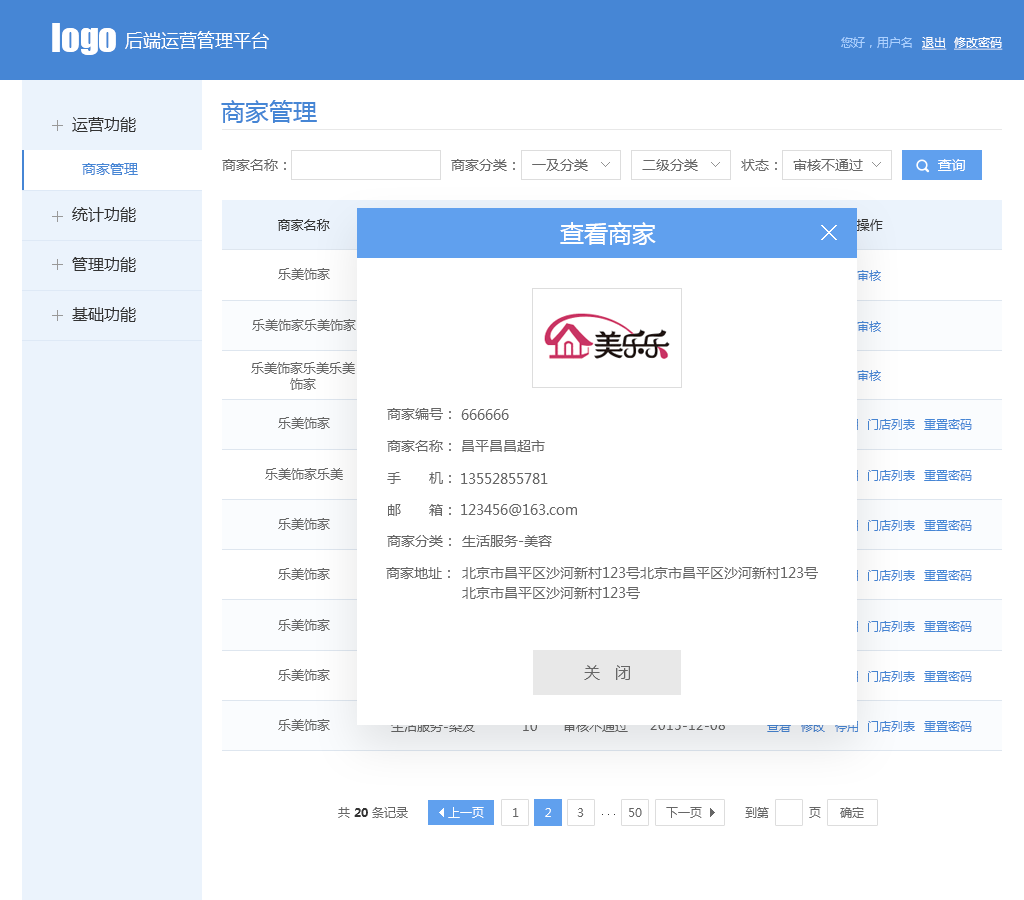 logo 后端运营管理平台
您好，用户名 退出 修改密码
运营功能
商家管理
统计功能
管理功能
基础功能
商家管理
商家名称： 商家分类： 一及分类 二级分类 状态： 审核不通过 查询
商家名称 操作
乐美饰家 审核
乐美饰家乐美饰家 审核
乐美饰家乐美乐美
饰家 审核
乐美饰家 门店列表 重置密码
乐美饰家乐美 门店列表 重置密码
乐美饰家 门店列表 重置密码
乐美饰家 门店列表 重置密码
乐美饰家 门店列表 重置密码
乐美饰家 门店列表 重置密码
乐美饰家 生活服务-美发 10 审核不通过 2015-12-08 查看 修改 停用 门店列表 重置密码
查看商家
美乐乐
商家编号： 666666
商家名称： 昌平昌昌超市
手 机： 13552855781
邮 箱： 123456@163.com
商家分类： 生活服务-美容
商家地址： 北京市昌平区沙河新村123号北京市昌平区沙河新村123号
北京市昌平区沙河新村123号
关 闭
共 20 条记录 上一页 1 2 3 ... 50 下一页 到第 页 确定